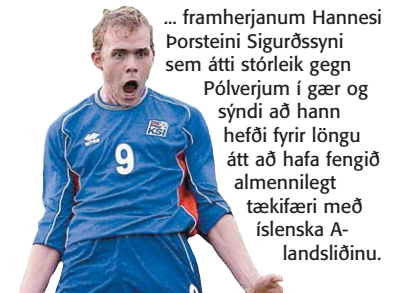 ... framherjanum Hannesi
Þorsteini Sigurðssyni
sem átti stórleik gegn
Pólverjum í gær og
sýndi að hann
hefði fyrir löngu
átt að hafa fengið
almennilegt
tækifæri með
íslenska A-
landsliðinu.
KSÍ
9